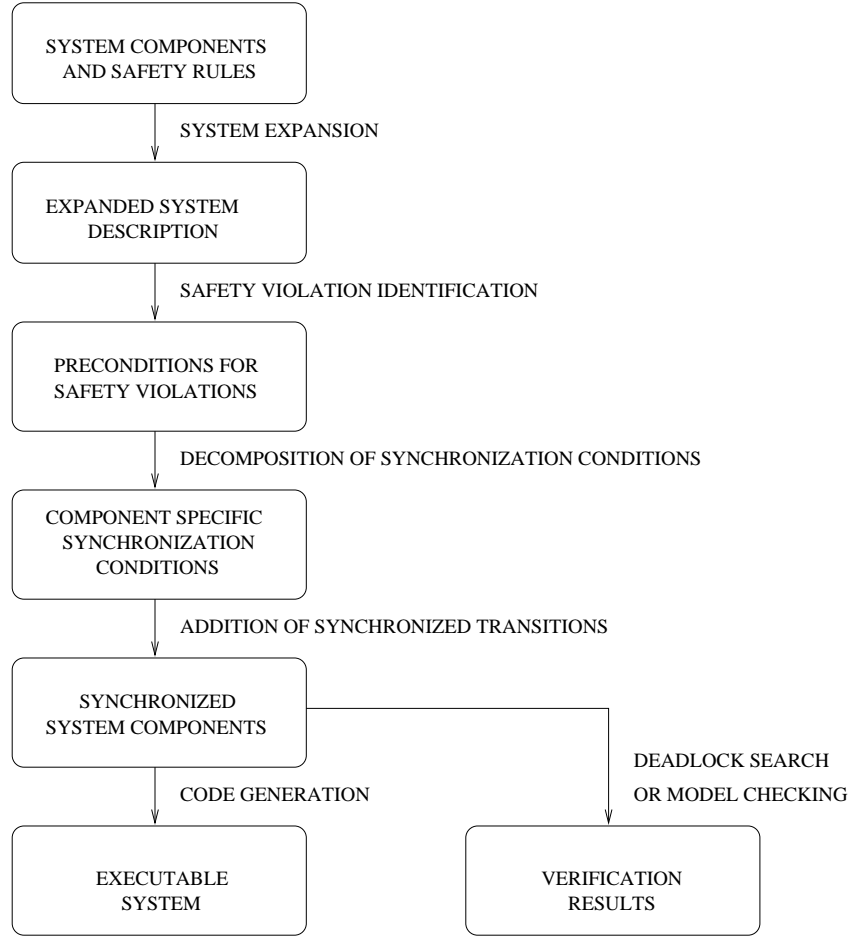 SYSTEM COMPONENTS
AND SAFETY RULES
SYSTEM EXPANSION
EXPANDED SYSTEM
DESCRIPTION
SAFETY VIOLATION IDENTIFICATION
PRECONDITIONS FOR
SAFETY VIOLATIONS
DECOMPOSITION OF SYNCHRONIZATION CONDITIONS
COMPONENT SPECIFIC
SYNCHRONIZATION
CONDITIONS
ADDITION OF SYNCHRONIZED TRANSITIONS
SYNCHRONIZED
SYSTEM COMPONENTS
DEADLOCK SEARCH
OR MODEL CHECKING
CODE GENERATION
EXECUTABLE
SYSTEM
VERIFICATION
RESULTS